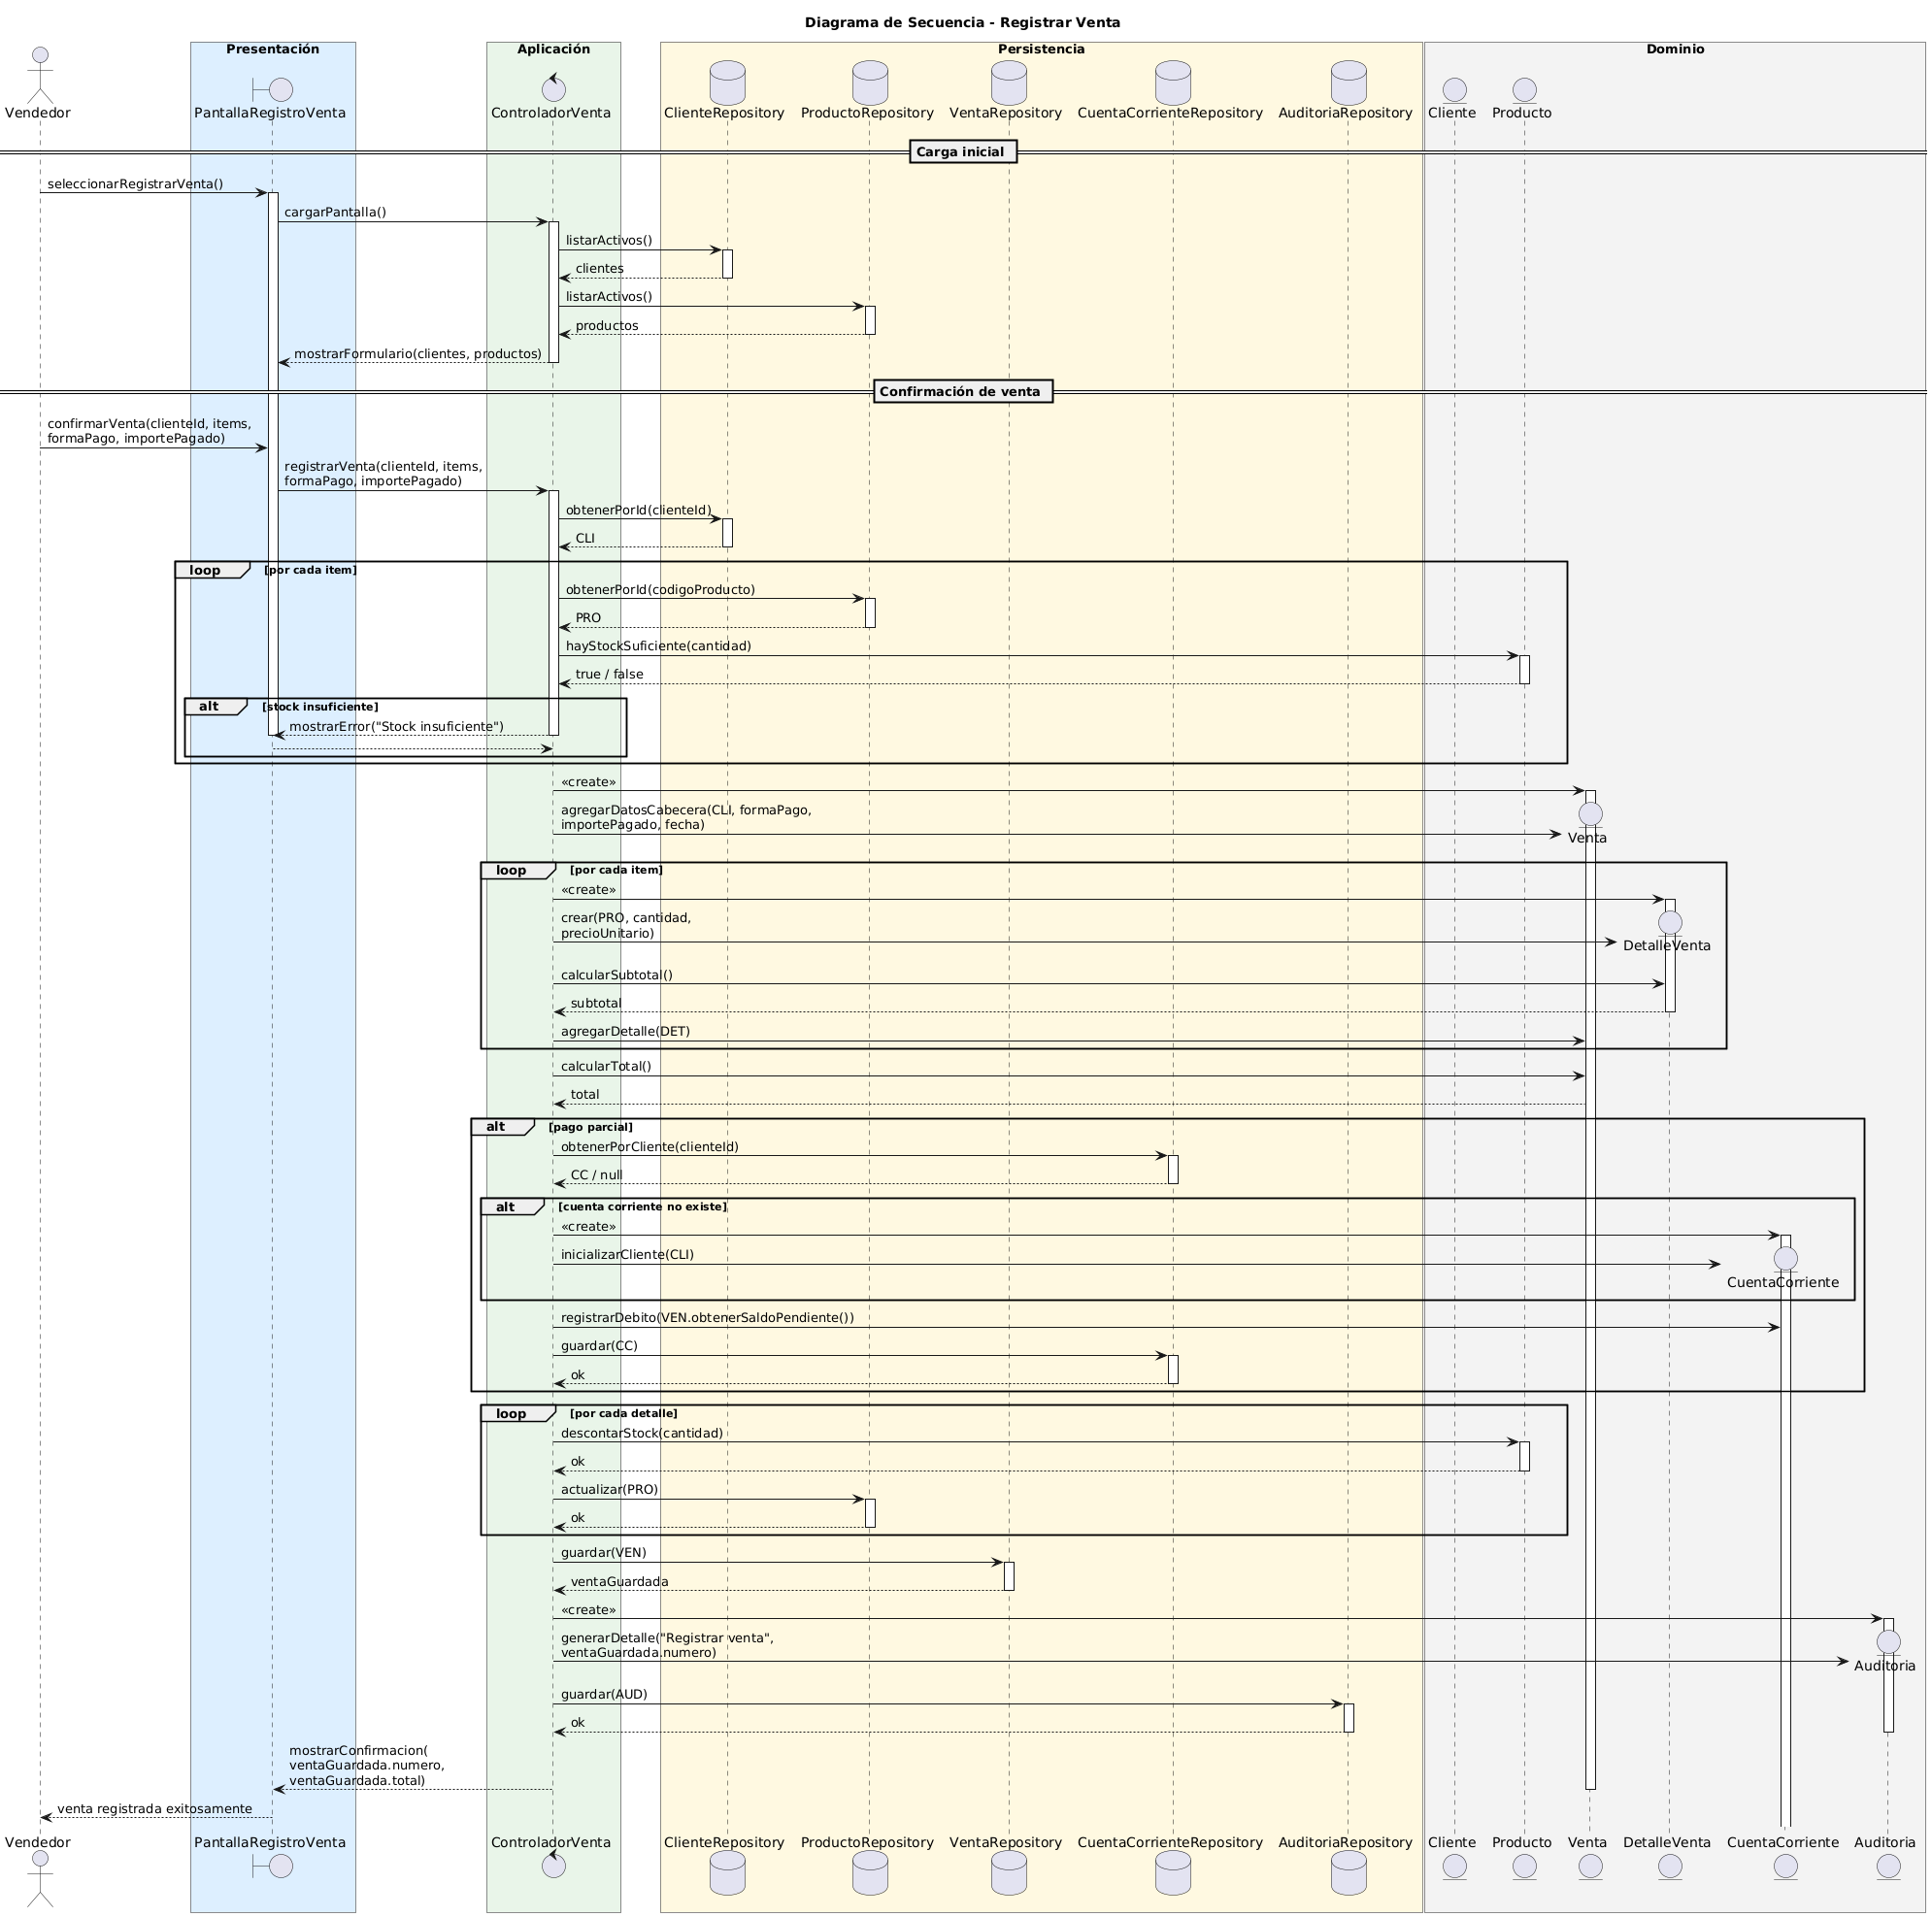 Diagrama de Secuencia - Registrar Venta
Presentación
Aplicación
Persistencia
Dominio
Vendedor
PantallaRegistroVenta
ControladorVenta
ClienteRepository
ProductoRepository
VentaRepository
CuentaCorrienteRepository
AuditoriaRepository
Cliente
Producto
Carga inicial
seleccionarRegistrarVenta()
cargarPantalla()
listarActivos()
clientes
listarActivos()
productos
mostrarFormulario(clientes, productos)
Confirmación de venta
confirmarVenta(clienteId, items,
formaPago, importePagado)
registrarVenta(clienteId, items,
formaPago, importePagado)
obtenerPorId(clienteId)
CLI
loop [por cada item]
obtenerPorId(codigoProducto)
PRO
hayStockSuficiente(cantidad)
true / false
alt [stock insuficiente]
mostrarError("Stock insuficiente")
«create»
agregarDatosCabecera(CLI, formaPago,
importePagado, fecha)
Venta
loop [por cada item]
«create»
crear(PRO, cantidad,
precioUnitario)
DetalleVenta
calcularSubtotal()
subtotal
agregarDetalle(DET)
calcularTotal()
total
alt [pago parcial]
obtenerPorCliente(clienteId)
CC / null
alt [cuenta corriente no existe]
«create»
inicializarCliente(CLI)
CuentaCorriente
registrarDebito(VEN.obtenerSaldoPendiente())
guardar(CC)
ok
loop [por cada detalle]
descontarStock(cantidad)
ok
actualizar(PRO)
ok
guardar(VEN)
ventaGuardada
«create»
generarDetalle("Registrar venta",
ventaGuardada.numero)
Auditoria
guardar(AUD)
ok
mostrarConfirmacion(
ventaGuardada.numero,
ventaGuardada.total)
venta registrada exitosamente
Vendedor
PantallaRegistroVenta
ControladorVenta
ClienteRepository
ProductoRepository
VentaRepository
CuentaCorrienteRepository
AuditoriaRepository
Cliente
Producto
Venta
DetalleVenta
CuentaCorriente
Auditoria